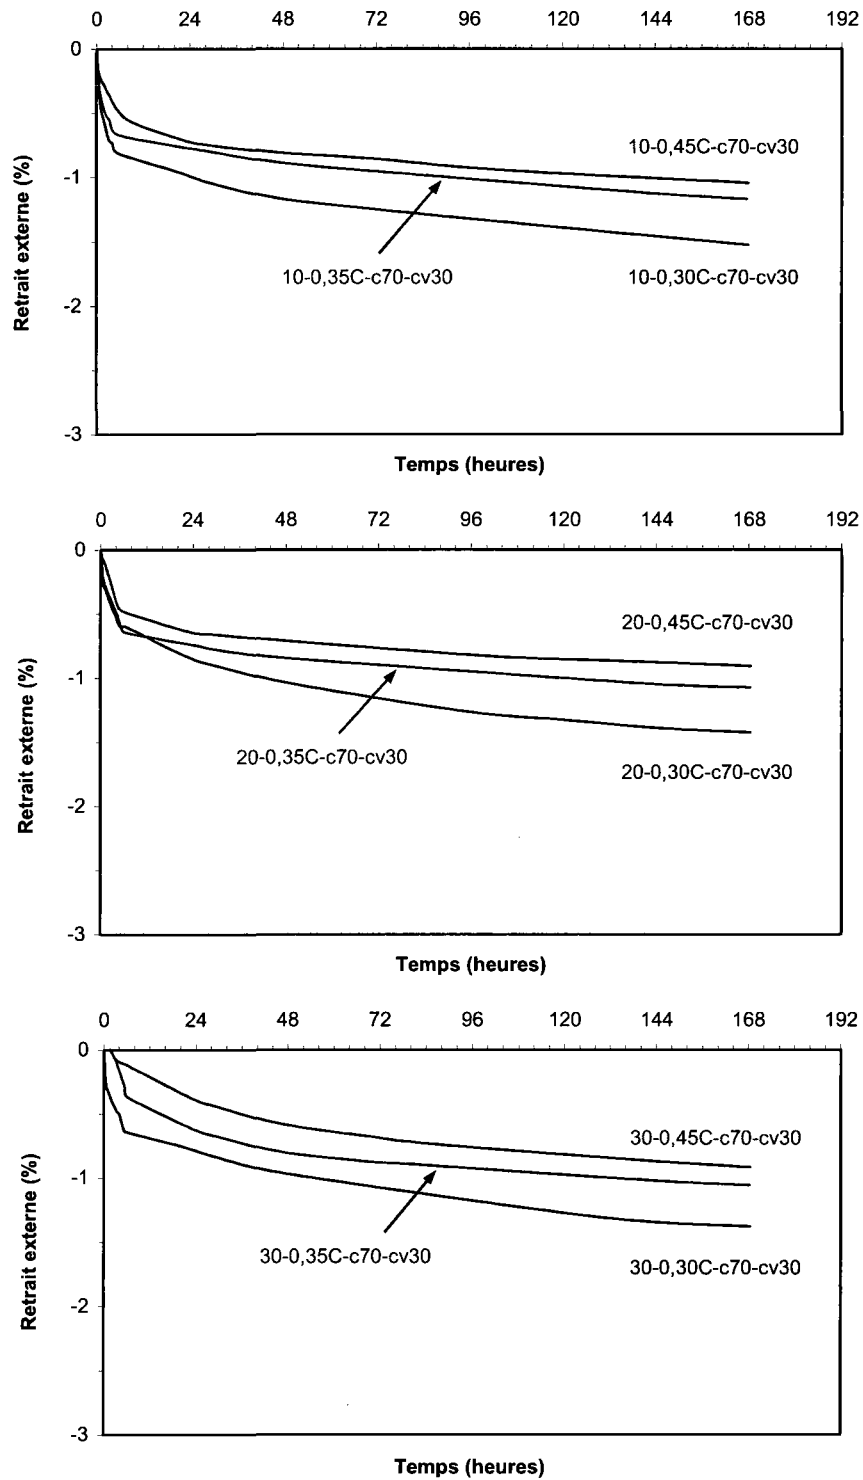 0 24 48 72 96 120 144 168 192
0
-1
-2
-3
Retrait externe (%)
10-0,45C-c70-cv30
10-0,35C-c70-cv30
10-0,30C-c70-cv30
Temps (heures)
0 24 48 72 96 120 144 168 192
0
-1
-2
-3
Retrait externe (%)
20-0,45C-c70-cv30
20-0,35C-c70-cv30
20-0,30C-c70-cv30
Temps (heures)
0 24 48 72 96 120 144 168 192
0
-1
-2
-3
Retrait externe (%)
30-0,45C-c70-cv30
30-0,35C-c70-cv30
30-0,30C-c70-cv30
Temps (heures)